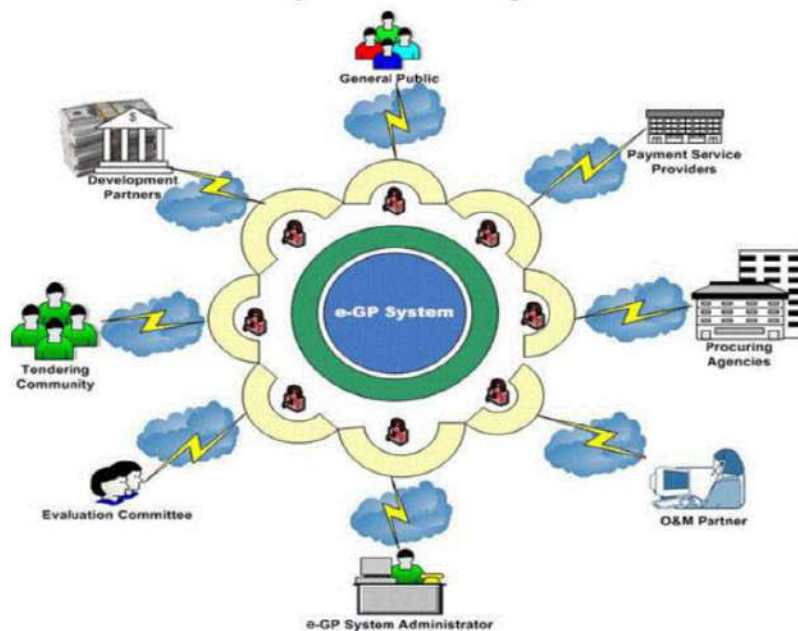 General Public
Payment Service
Providers
$
Development
Partners
e-GP System
Procuring
Agencies
Tendering
Community
Evaluation Committee
O&M Partner
e-GP System Administrator